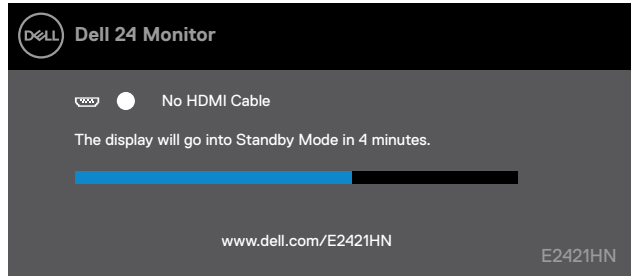 DELL Dell 24 Monitor
No HDMI Cable
The display will go into Standby Mode in 4 minutes.
www.dell.com/E2421HN
E2421HN